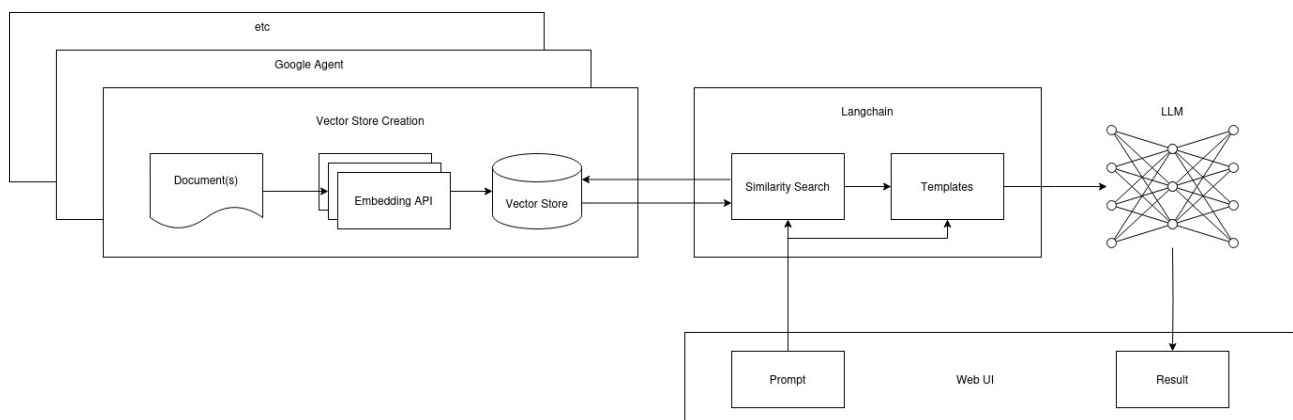 etc
Google Agent
Vector Store Creation
Langchain
LLM
Document(s)
Embedding API
Vector Store
Similarity Search
Templates
Prompt
Web UI
Result